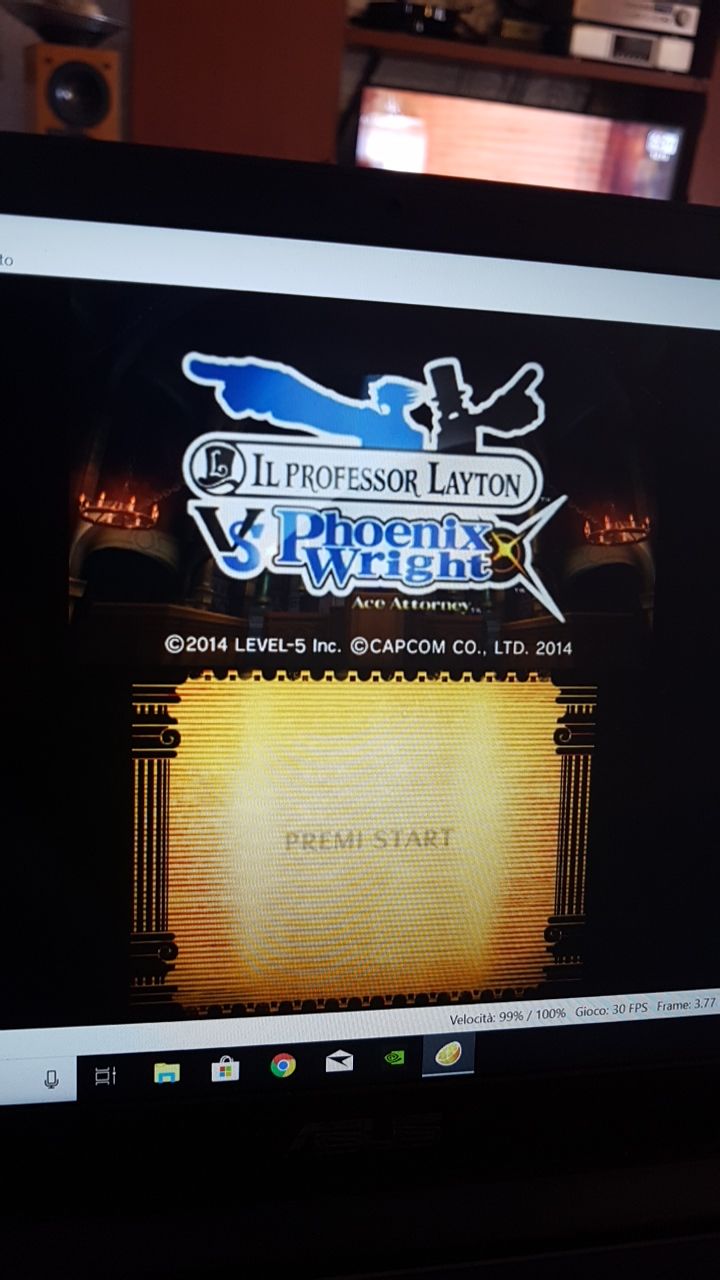 to
L
IL PROFESSOR LAYTON
VS Phoenix
Wright
Ace Attorney
©2014 LEVEL-5 Inc. ©CAPCOM CO., LTD. 2014
PREMI START
Velocità: 99% / 100% Gioco: 30 FPS Frame: 3.77
ASUS